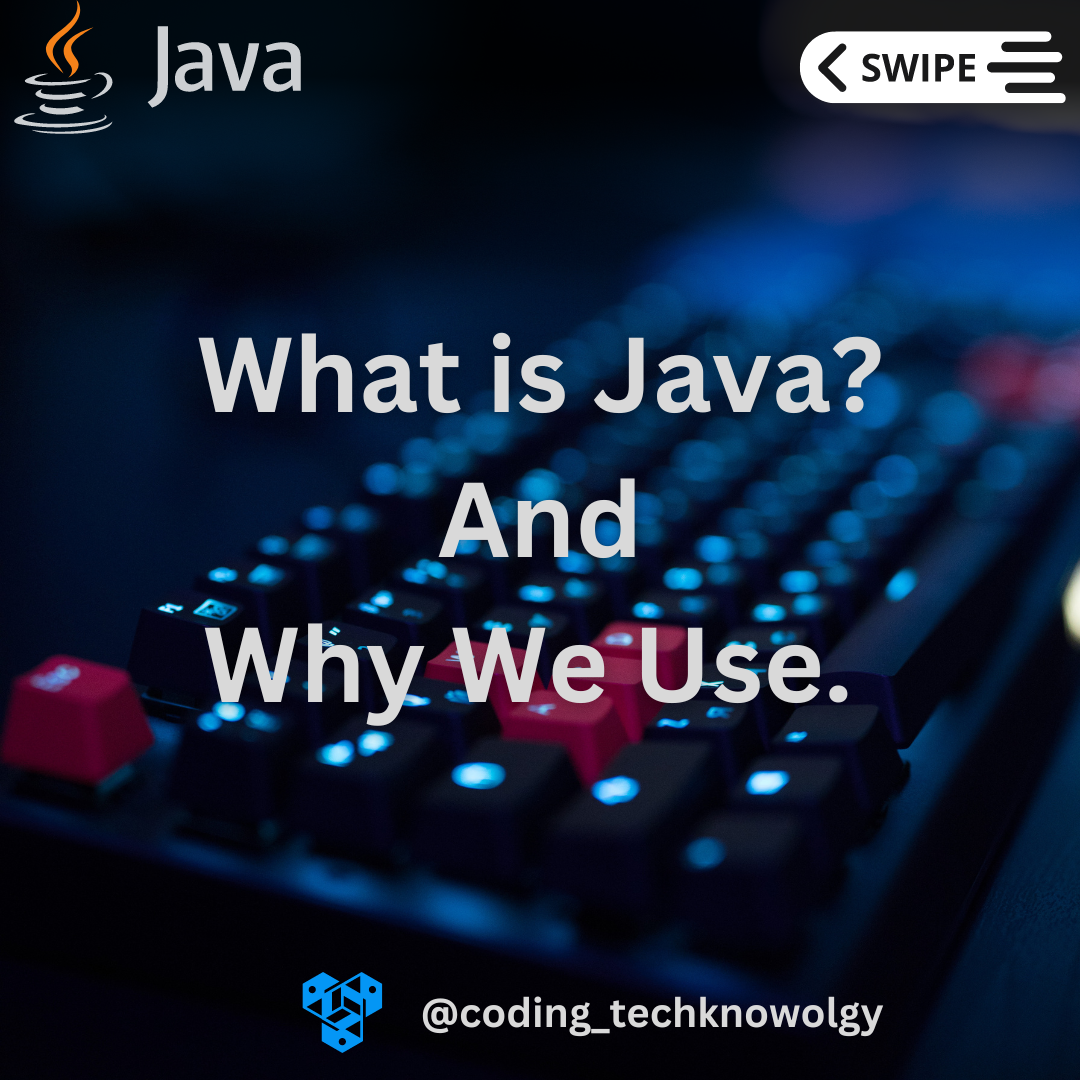 Java
SWIPE
What is Java?
And
Why We Use.
@coding_techknowolgy